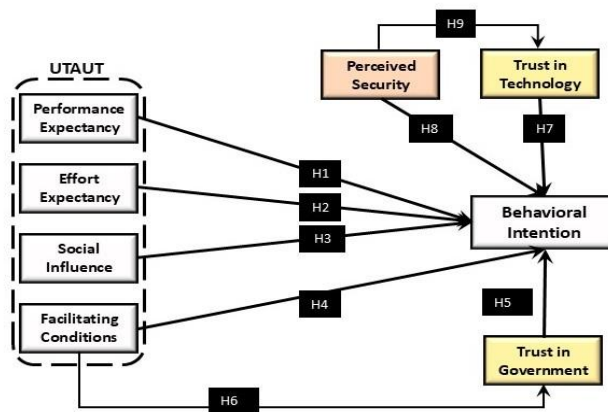 H9
UTAUT
Perceived
Security
Trust in
Technology
Performance
Expectancy
H8
H7
H1
Effort
Expectancy
H2
Behavioral
Intention
Social
Influence
H3
Facilitating
Conditions
H4
H5
Trust in
Government
H6